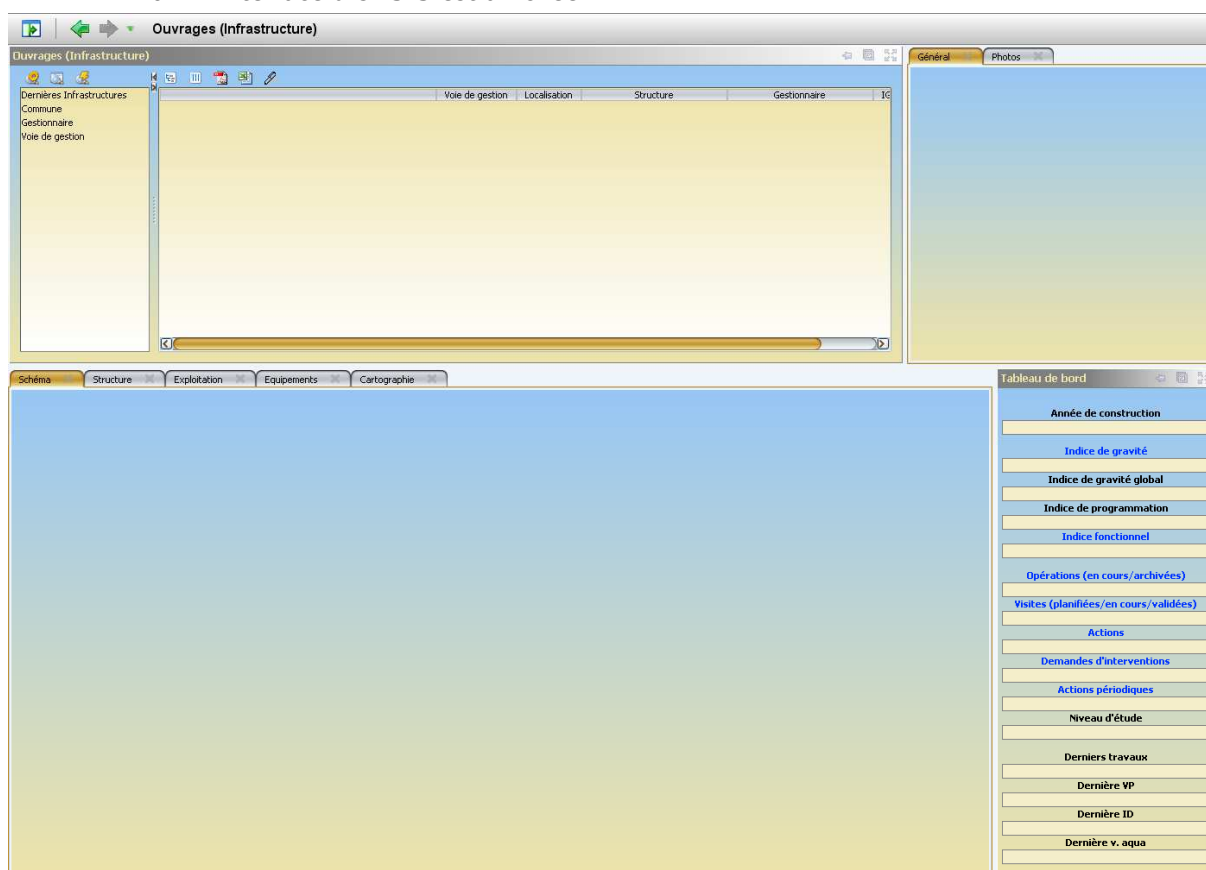 Ouvrages (Infrastructure)
Ouvrages (Infrastructure)
Dernières Infrastructures
Commune
Gestionnaire
Voie de gestion
Voie de gestion Localisation Structure Gestionnaire IG
Général Photos
Schéma Structure Exploitation Equipements Cartographie
Tableau de bord
Année de construction
Indice de gravité
Indice de gravité global
Indice de programmation
Indice fonctionnel
Opérations (en cours/archivées)
Visites (planifiées/en cours/validées)
Actions
Demandes d'interventions
Actions périodiques
Niveau d'étude
Derniers travaux
Dernière VP
Dernière ID
Dernière v. aqua